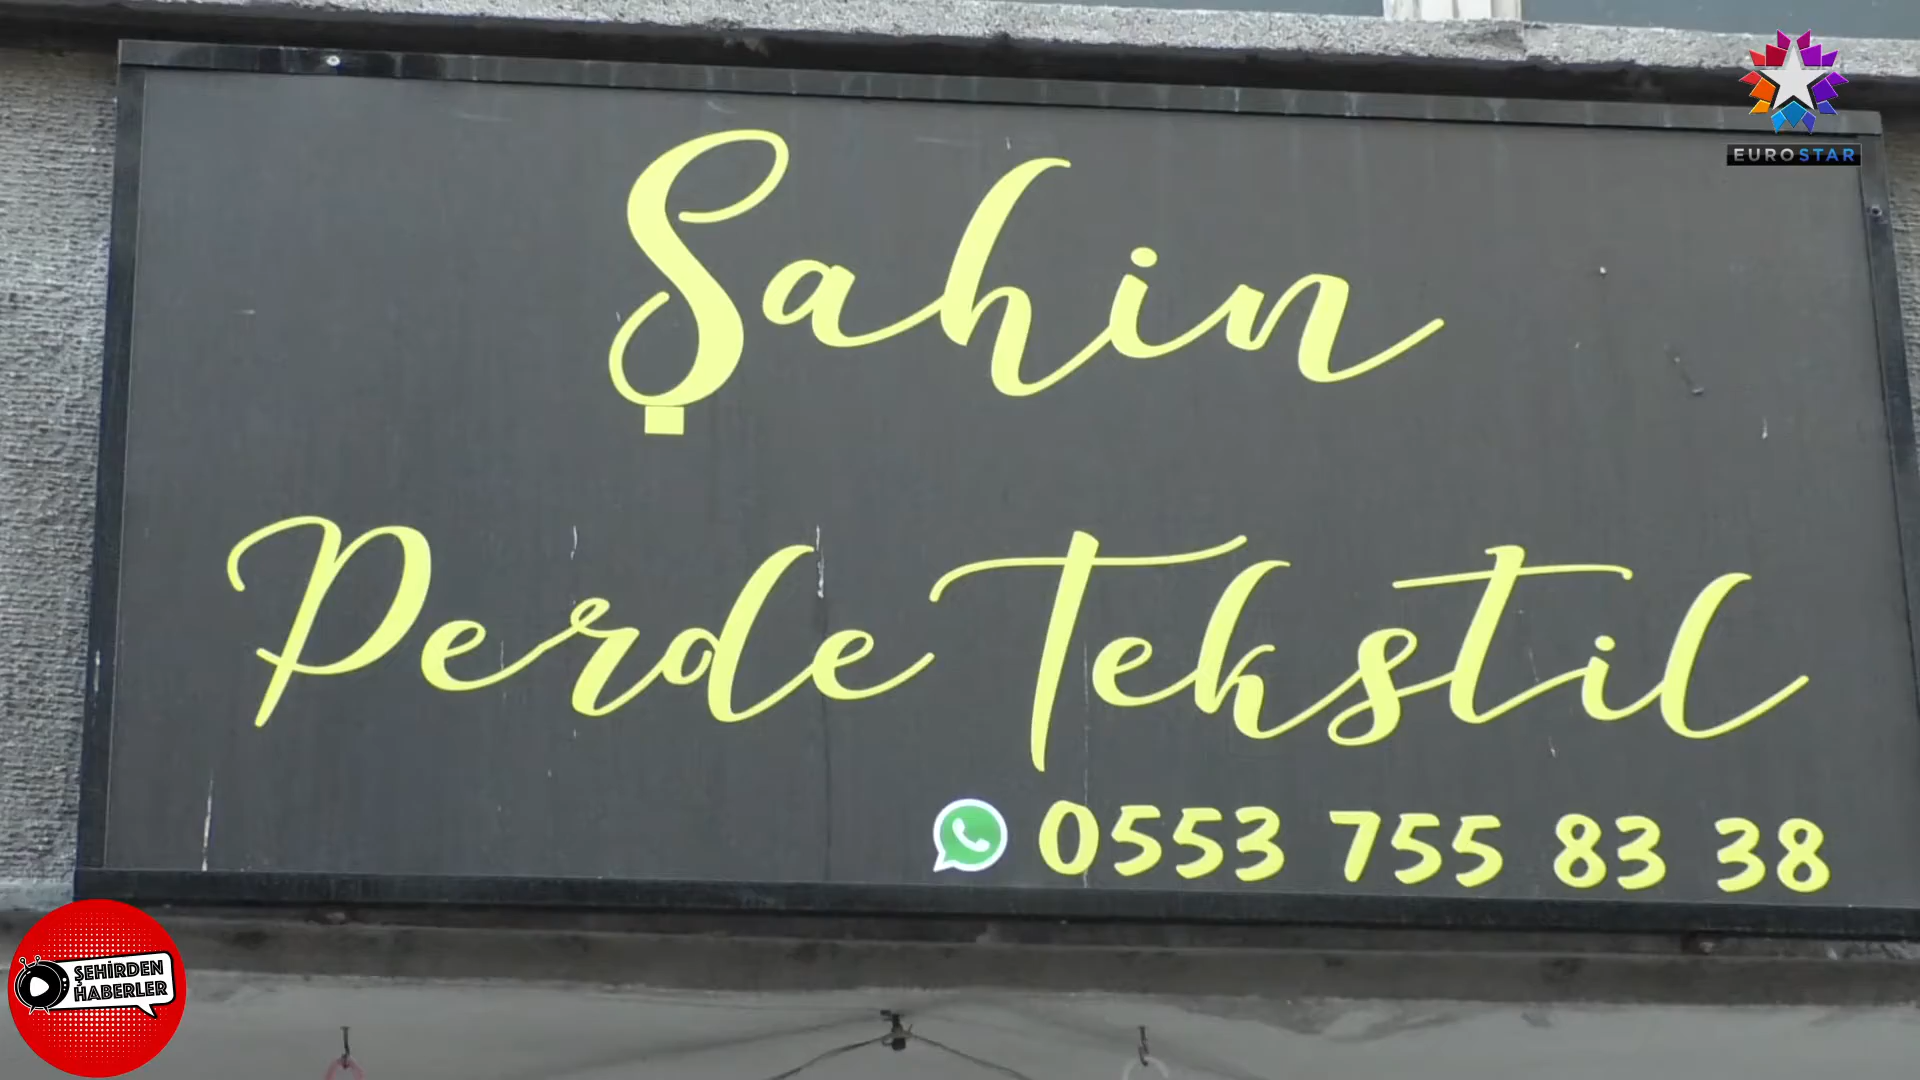 EUROSTAR
Şahin
Perde Tekstil
0553 755 83 38
ŞEHİRDEN
HABERLER